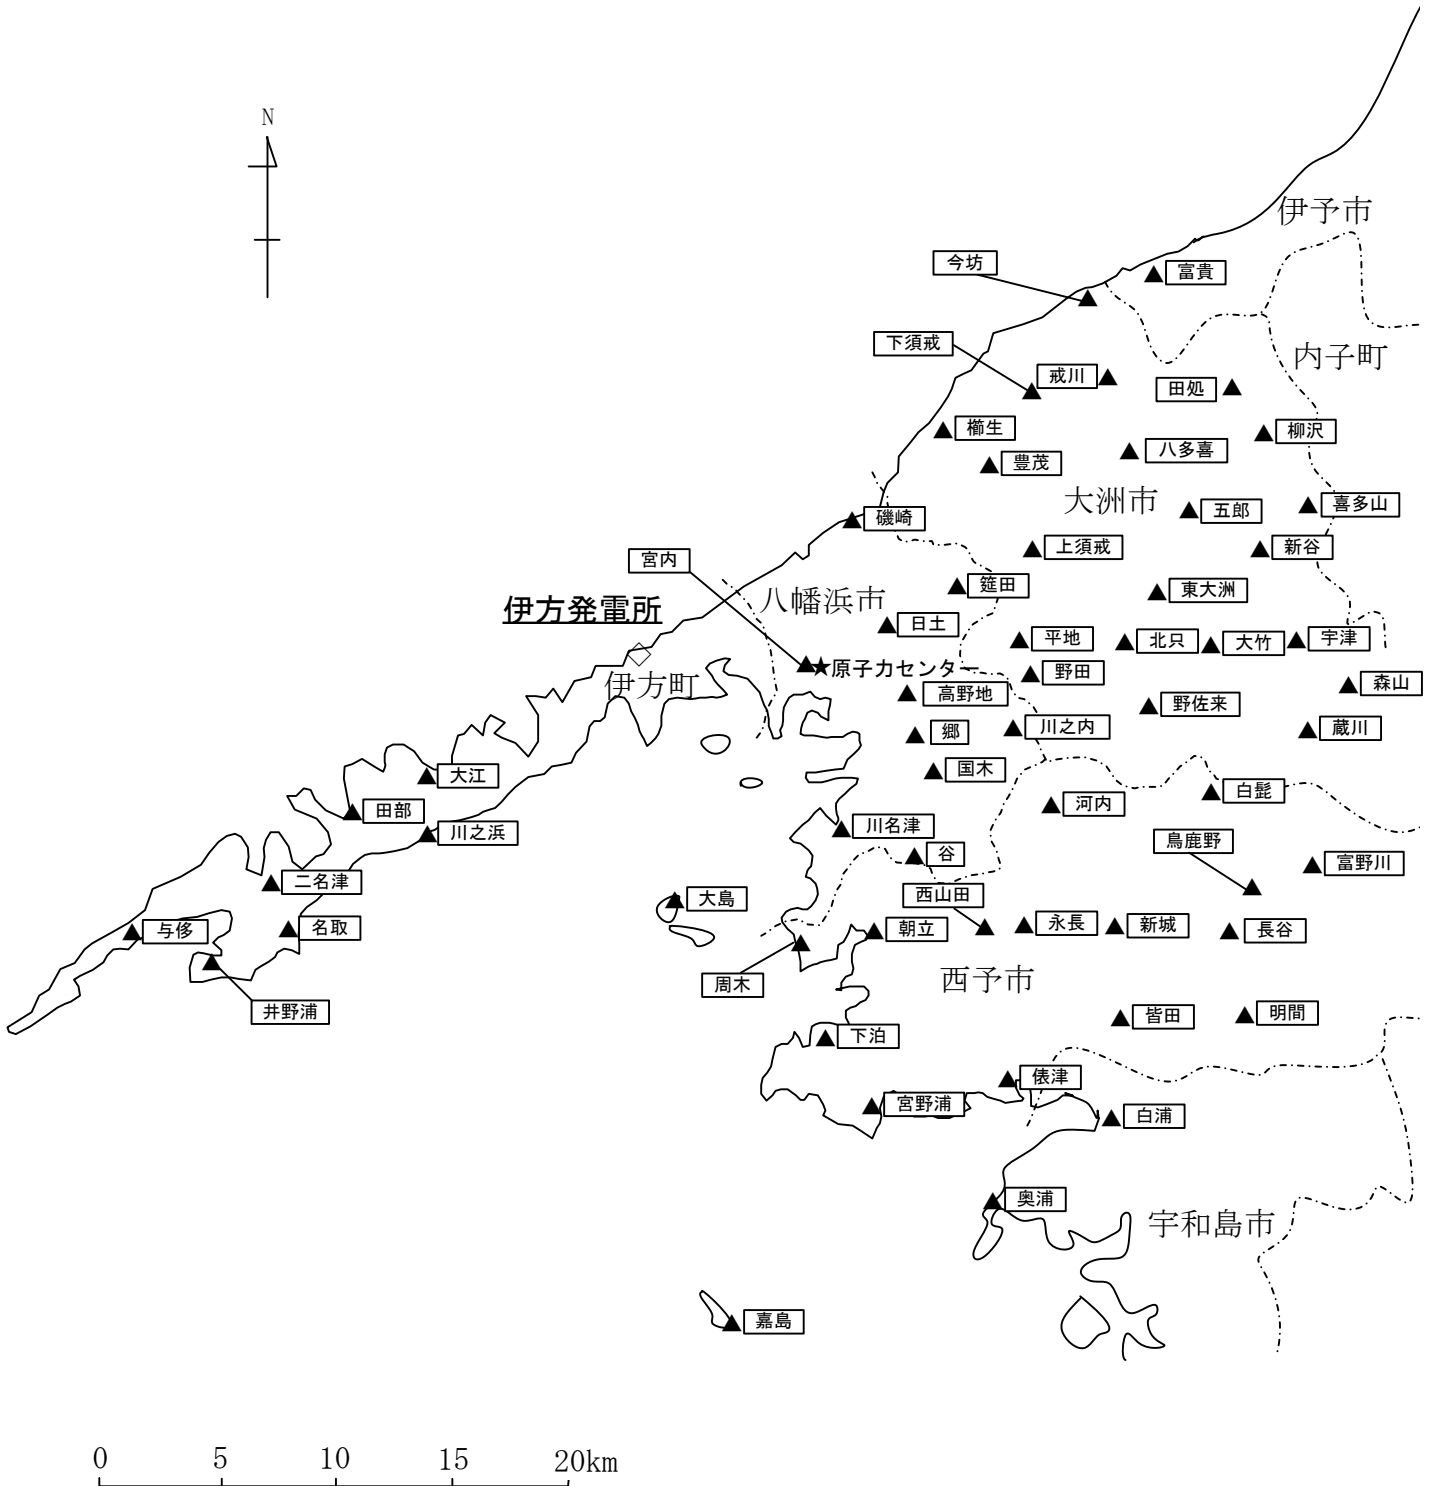 N
伊予市
今坊
富貴
下須戒
内子町
戒川
田処
櫛生
柳沢
豊茂
八多喜
大洲市
喜多山
五郎
磯崎
上須戒
新谷
宮内
筵田
東大洲
八幡浜市
伊方発電所
日土
平地
北只
大竹
宇津
★原子力センター
野田
伊方町
高野地
森山
野佐来
郷
川之内
蔵川
国木
大江
白髭
河内
田部
川之浜
川名津
鳥鹿野
谷
富野川
二名津
西山田
大島
名取
与侈
朝立
永長
新城
長谷
西予市
周木
井野浦
皆田
明間
下泊
俵津
宮野浦
白浦
奥浦
宇和島市
嘉島
0 5 10 15 20km